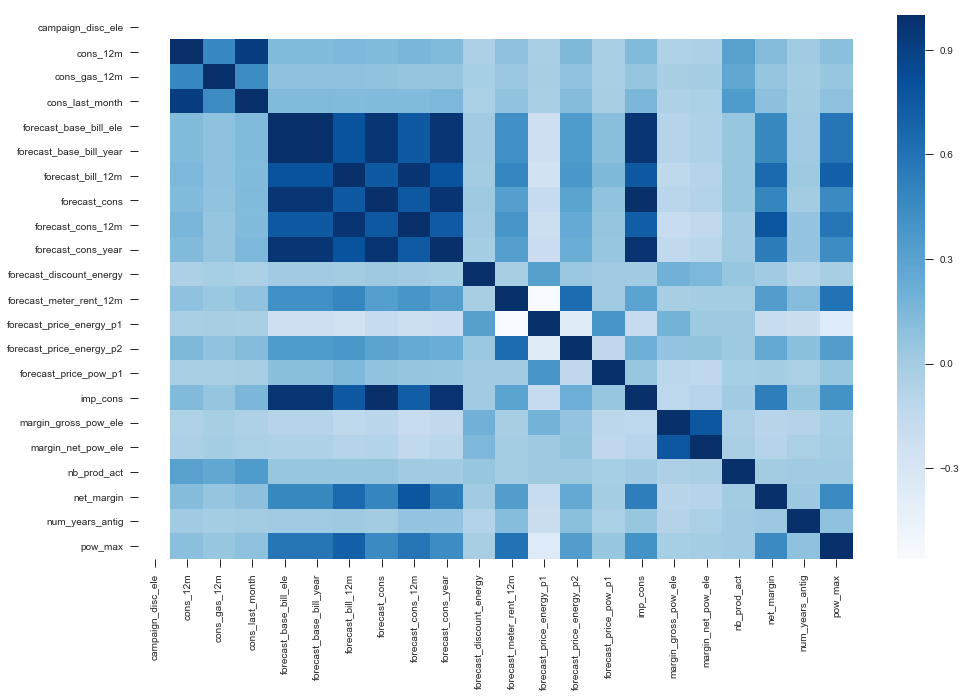 campaign_disc_ele
cons_12m
cons_gas_12m
cons_last_month
forecast_base_bill_ele
forecast_base_bill_year
forecast_bill_12m
forecast_cons
forecast_cons_12m
forecast_cons_year
forecast_discount_energy
forecast_meter_rent_12m
forecast_price_energy_p1
forecast_price_energy_p2
forecast_price_pow_p1
imp_cons
margin_gross_pow_ele
margin_net_pow_ele
nb_prod_act
net_margin
num_years_antig
pow_max
campaign_disc_ele
cons_12m
cons_gas_12m
cons_last_month
forecast_base_bill_ele
forecast_base_bill_year
forecast_bill_12m
forecast_cons
forecast_cons_12m
forecast_cons_year
forecast_discount_energy
forecast_meter_rent_12m
forecast_price_energy_p1
forecast_price_energy_p2
forecast_price_pow_p1
imp_cons
margin_gross_pow_ele
margin_net_pow_ele
nb_prod_act
net_margin
num_years_antig
pow_max
0.9
0.6
0.3
0.0
−0.3